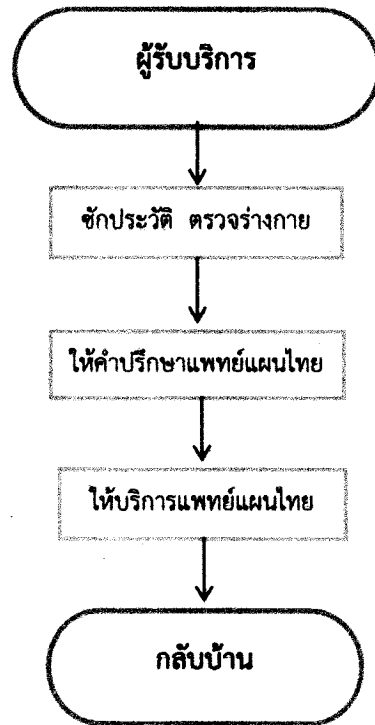 ผู้รับบริการ
ซักประวัติ ตรวจร่างกาย
ให้คำปรึกษาแพทย์แผนไทย
ให้บริการแพทย์แผนไทย
กลับบ้าน